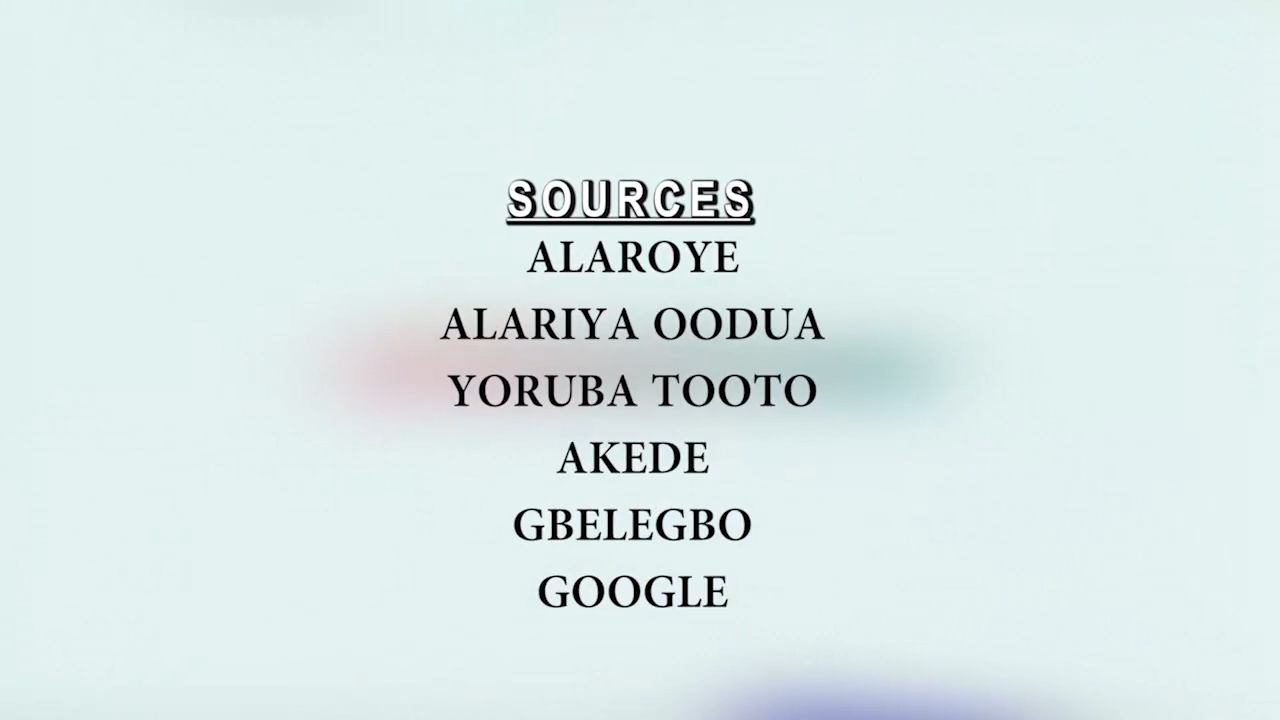 SOURCES
ALAROYE
ALARIYA OODUA
YORUBA TOOTO
AKEDE
GBELEGBO
GOOGLE